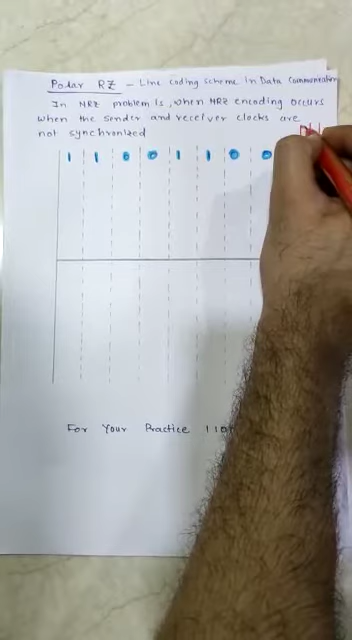 Polar RZ - Line Coding Scheme in Data Communication
In NRZ problem is, when NRZ encoding occurs
when the sender and receiver clocks are
not synchronized
1 1 0 0 1 1 0 0
For Your Practice 110